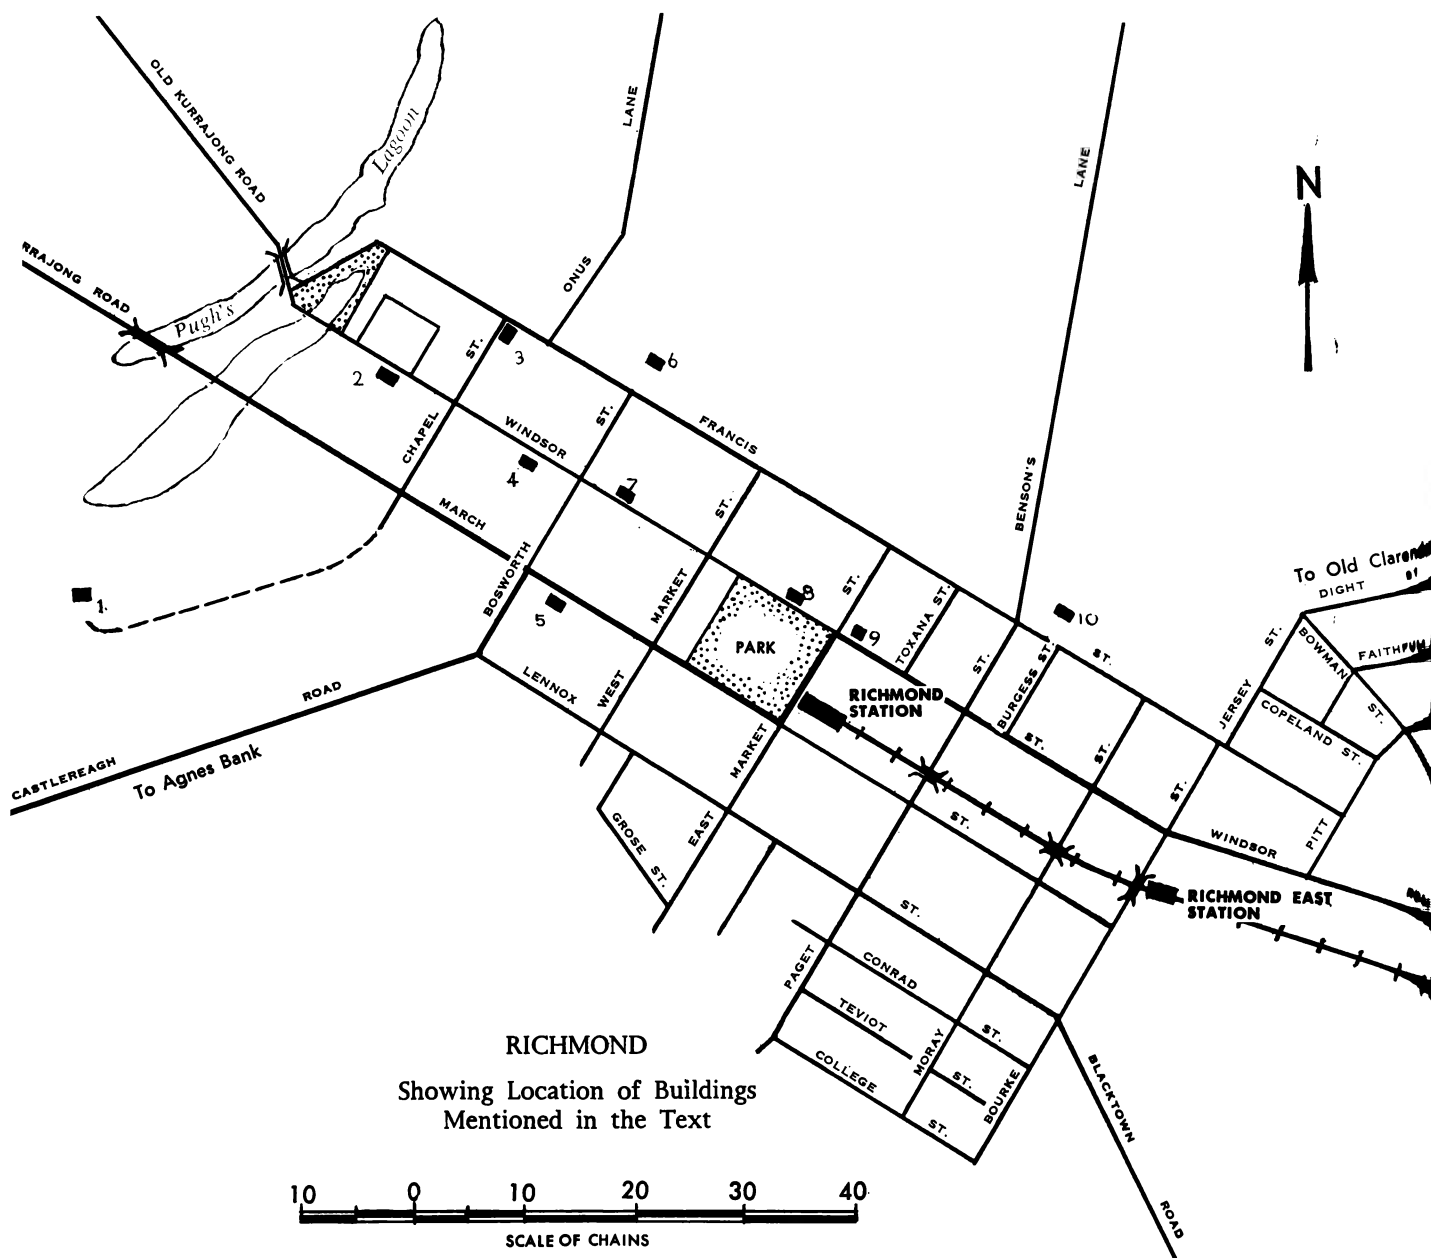 OLD KURRAJONG ROAD
Pugh's Lagoon
LANE
ONUS
LANE
BENSON'S
N
RRAJONG ROAD
ST.
3
6
2
CHAPEL
WINDSOR
ST.
FRANCIS
4
7
MARCH
ST.
BOSWORTH
1.
5
MARKET
WEST
LENNOX
8
ST.
PARK
9
TOXANA ST.
ST.
10
BURGESS ST.
ST.
To Old
DIGHT
ST.
BOWMAN
ST.
JERSEY
COPELAND ST.
RICHMOND
STATION
CASTLEREAGH
ROAD
To Agnes Bank
MARKET
EAST
GROSE ST.
ST.
ST.
ST.
ST.
WINDSOR
PITT
RICHMOND EAST
STATION
ST.
PAGET
CONRAD
ST.
TEVIOT
ST.
COLLEGE
ST.
MORAY
BOURKE
BLACKTOWN
ROAD
RICHMOND
Showing Location of Buildings
Mentioned in the Text
10 0 10 20 30 40
SCALE OF CHAINS